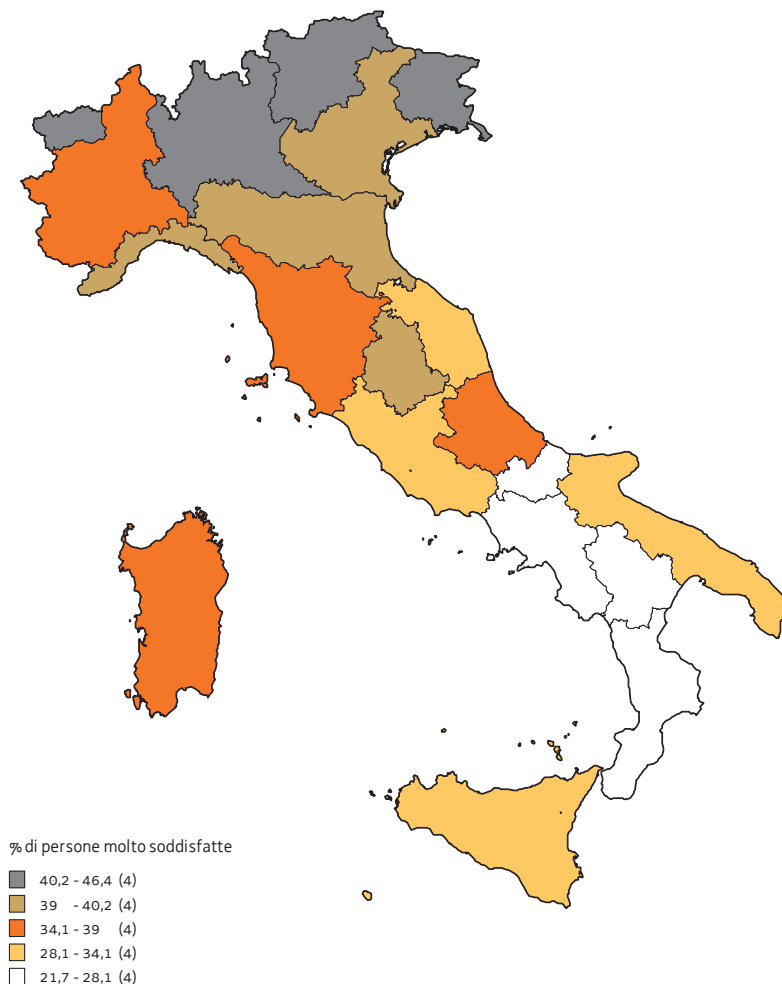 % di persone molto soddisfatte
40,2 - 46,4 (4)
39 - 40,2 (4)
34,1 - 39 (4)
28,1 - 34,1 (4)
21,7 - 28,1 (4)